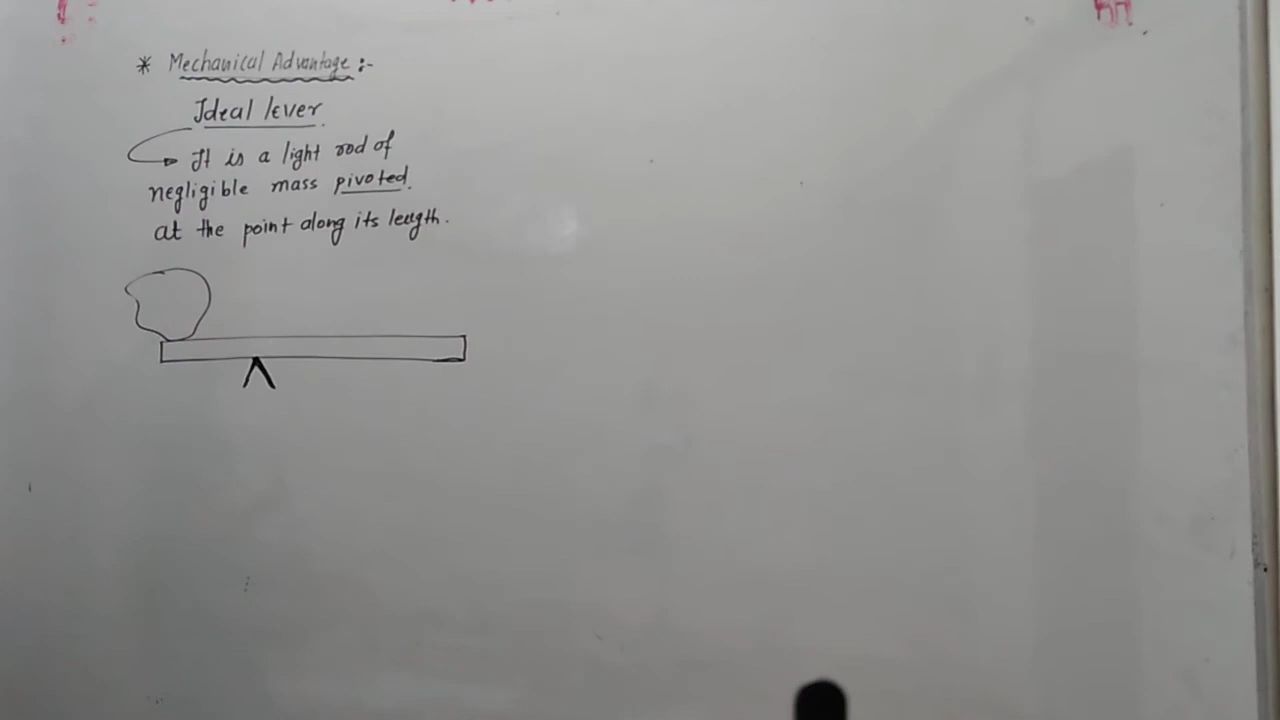 * Mechanical Advantage :-
Ideal lever
It is a light rod of
negligible mass pivoted.
at the point along its length.